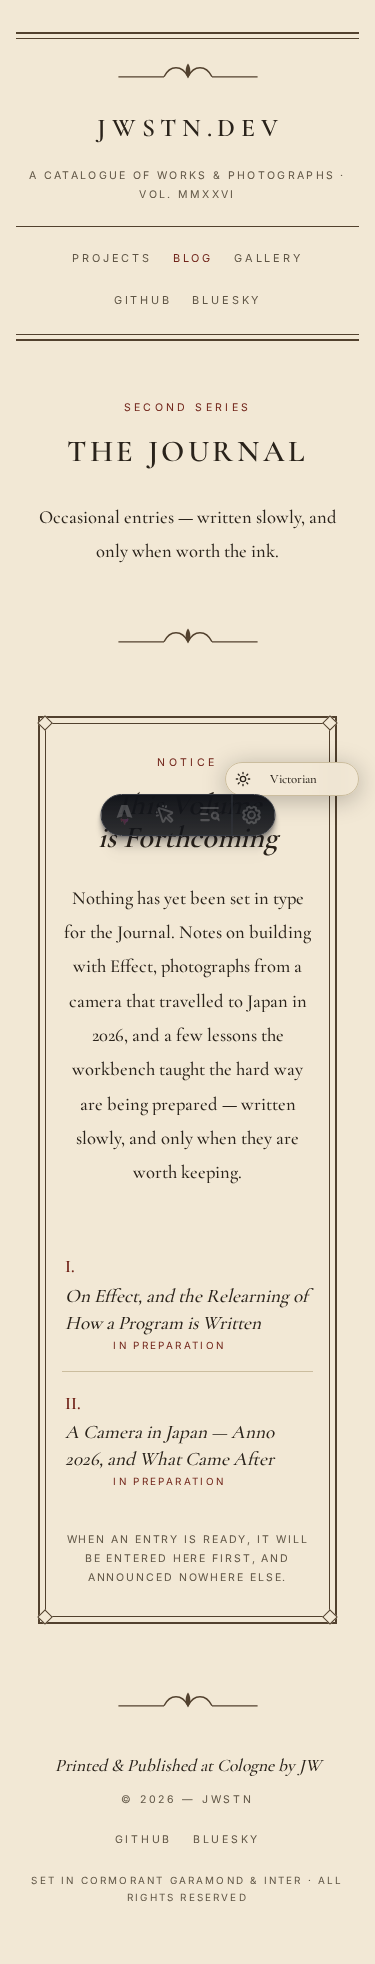 JWSTN.DEV
A CATALOGUE OF WORKS & PHOTOGRAPHS ·
VOL. MMXXVI
PROJECTS BLOG GALLERY
GITHUB BLUESKY
SECOND SERIES
THE JOURNAL
Occasional entries — written slowly, and
only when worth the ink.
NOTICE
Victorian
is Forthcoming
Nothing has yet been set in type
for the Journal. Notes on building
with Effect, photographs from a
camera that travelled to Japan in
2026, and a few lessons the
workbench taught the hard way
are being prepared — written
slowly, and only when they are
worth keeping.
I.
On Effect, and the Relearning of
How a Program is Written
IN PREPARATION
II.
A Camera in Japan — Anno
2026, and What Came After
IN PREPARATION
WHEN AN ENTRY IS READY, IT WILL
BE ENTERED HERE FIRST, AND
ANNOUNCED NOWHERE ELSE.
Printed & Published at Cologne by JW
© 2026 — JWSTN
GITHUB BLUESKY
SET IN CORMORANT GARAMOND & INTER · ALL
RIGHTS RESERVED